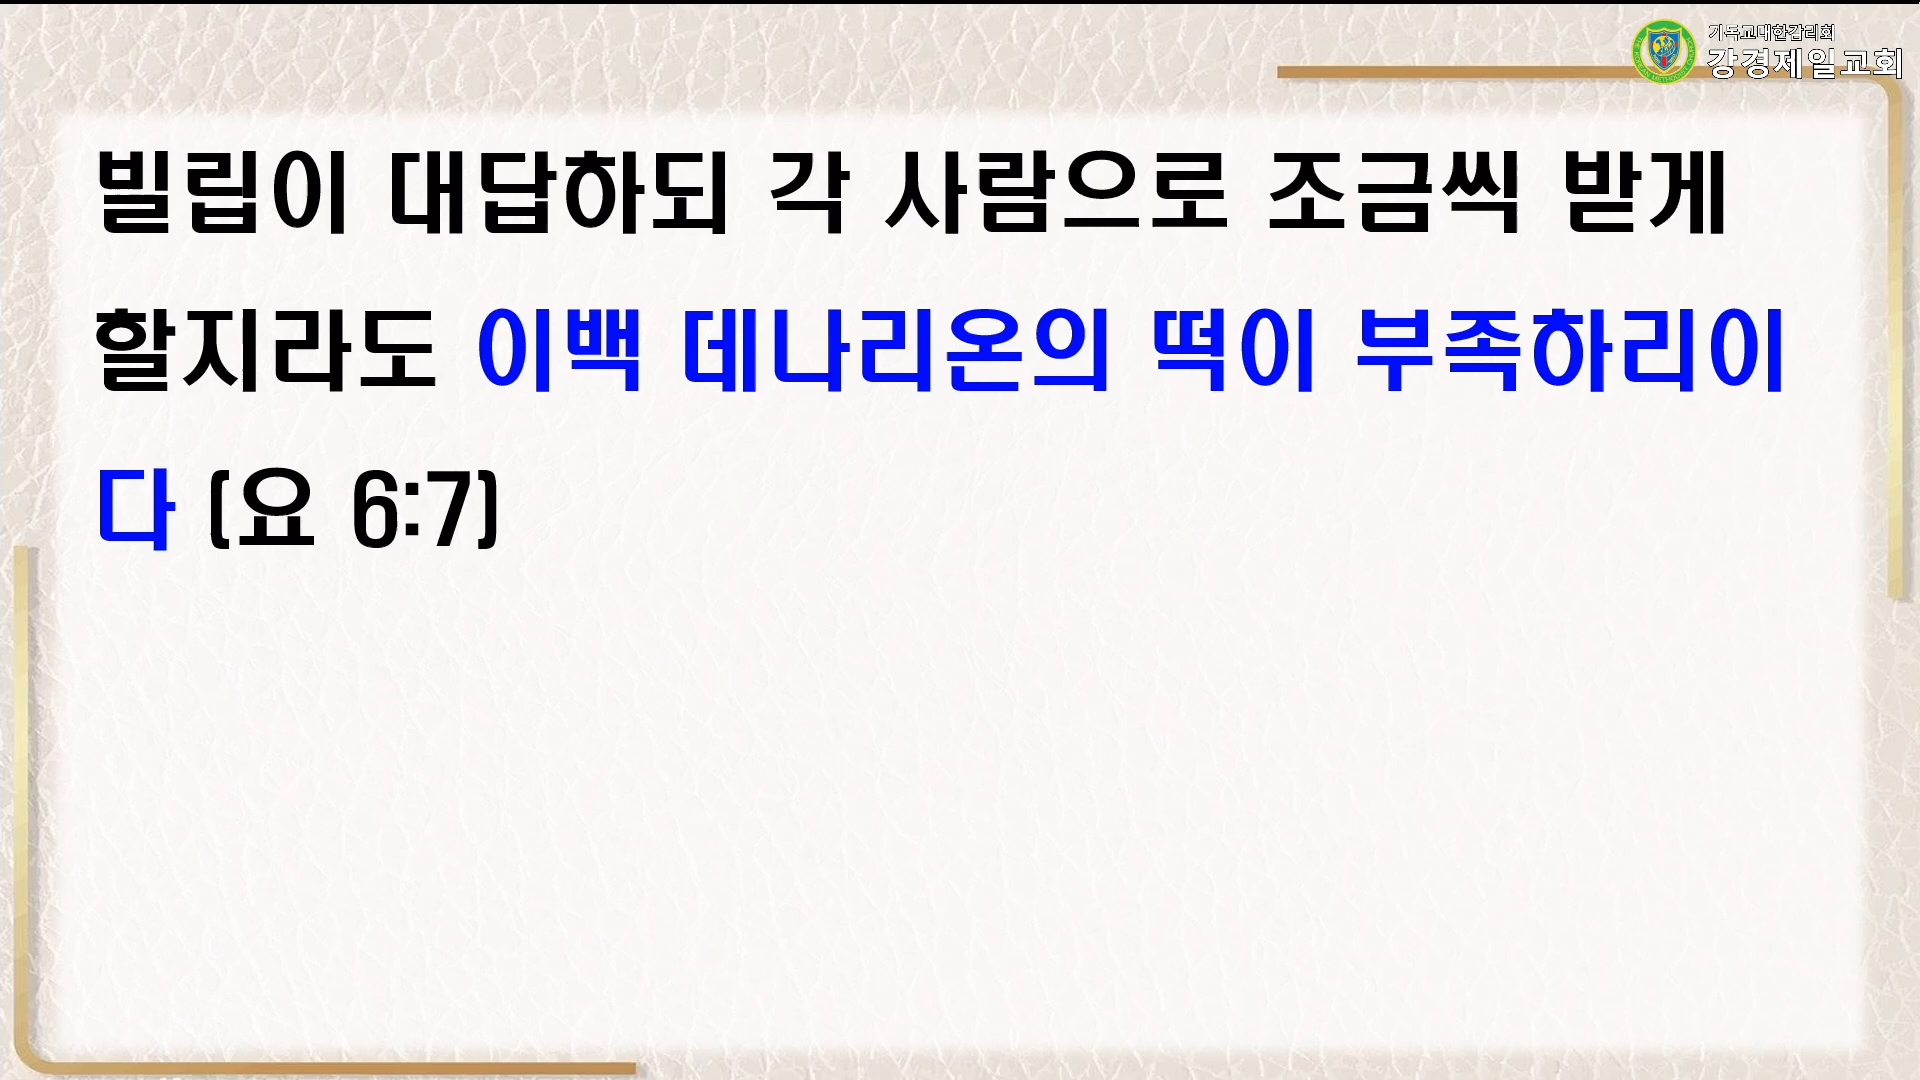 기독교대한감리회
강경제일교회
빌립이 대답하되 각 사람으로 조금씩 받게
할지라도 이백 데나리온의 떡이 부족하리이
다 (요 6:7)